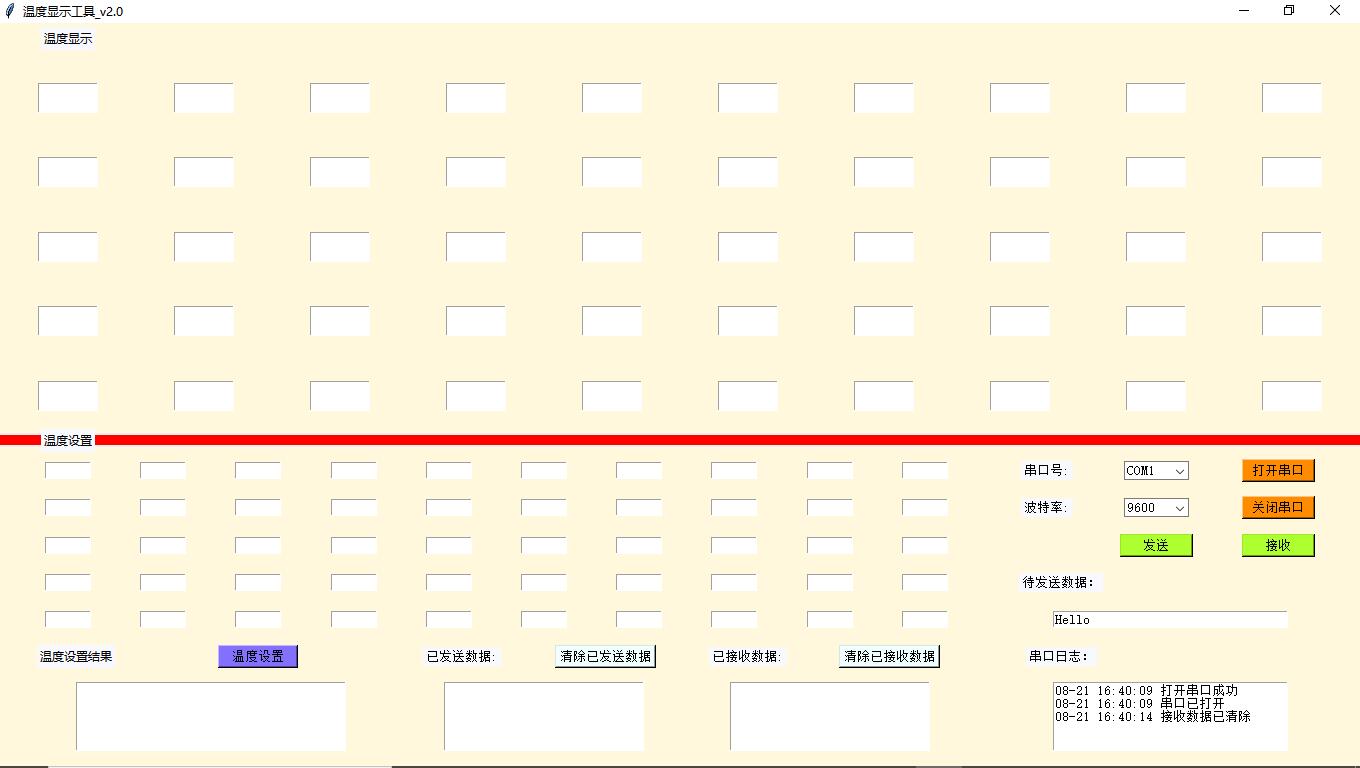 温度显示工具_v2.0
温度显示
温度设置
串口号:
COM1
打开串口
波特率:
9600
关闭串口
发送
接收
待发送数据:
Hello
温度设置结果
温度设置
已发送数据:
清除已发送数据
已接收数据:
清除已接收数据
串口日志:
08-21 16:40:09 打开串口成功
08-21 16:40:09 串口已打开
08-21 16:40:14 接收数据已清除